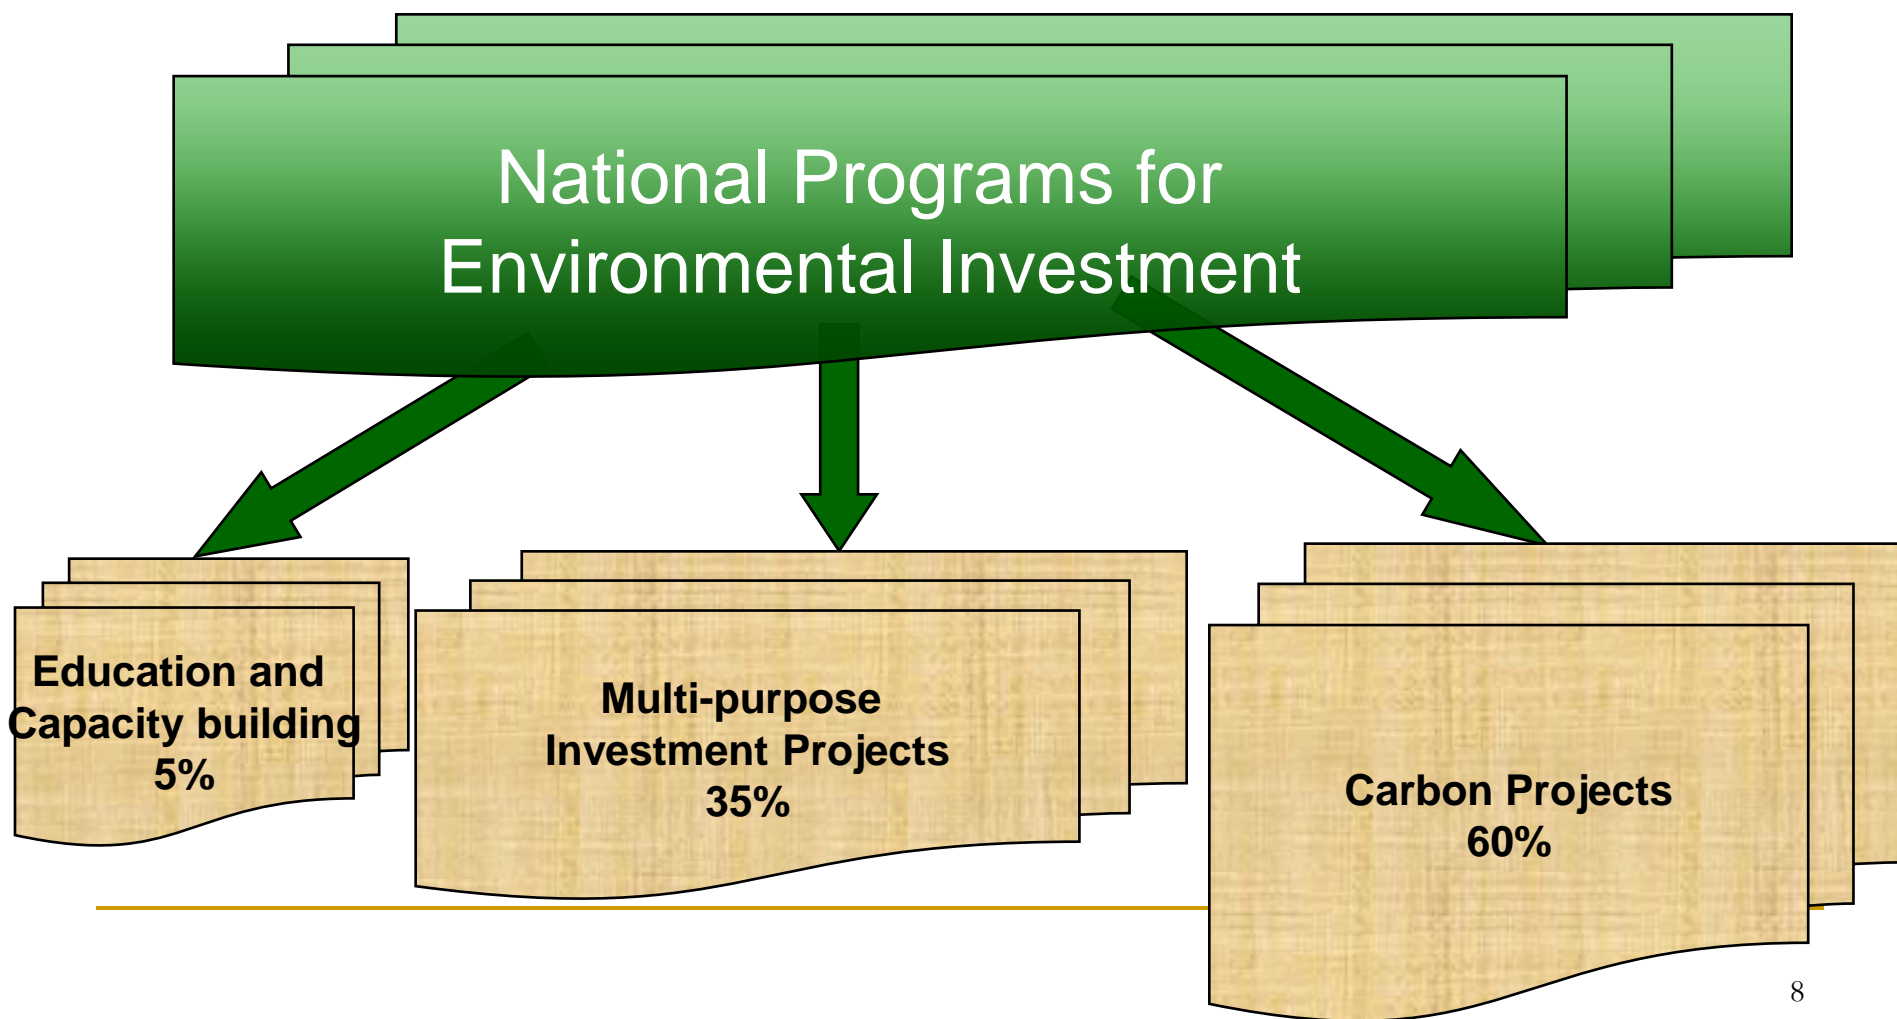 National Programs for
Environmental Investment
Education and
Capacity building
5%
Multi-purpose
Investment Projects
35%
Carbon Projects
60%
8